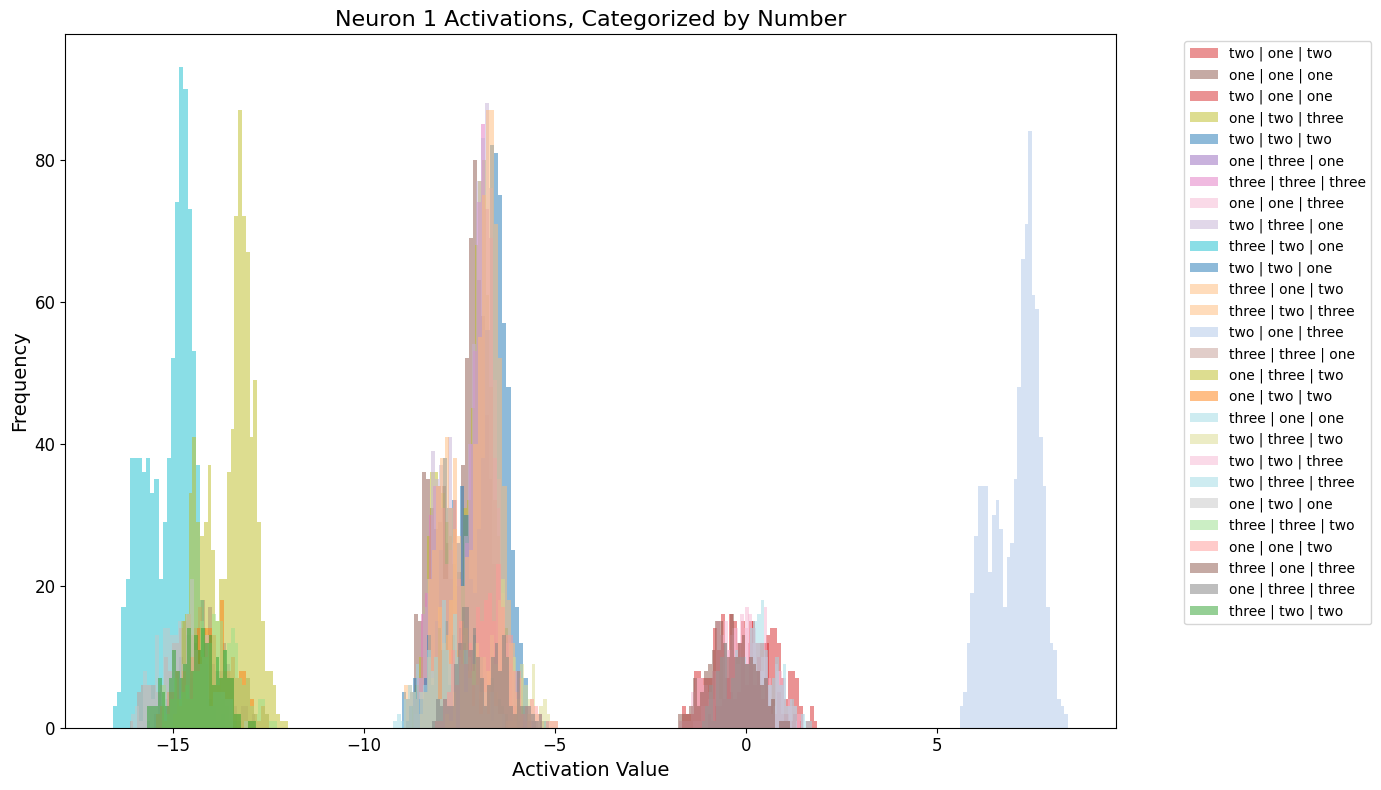 Neuron 1 Activations, Categorized by Number
80
60
40
20
0
Frequency
−15
−10
−5
0
5
Activation Value
two | one | two
one | one | one
two | one | one
one | two | three
two | two | two
one | three | one
three | three | three
one | one | three
two | three | one
three | two | one
two | two | one
three | one | two
three | two | three
two | one | three
three | three | one
one | three | two
one | two | two
three | one | one
two | three | two
two | two | three
two | three | three
one | two | one
three | three | two
one | one | two
three | one | three
one | three | three
three | two | two